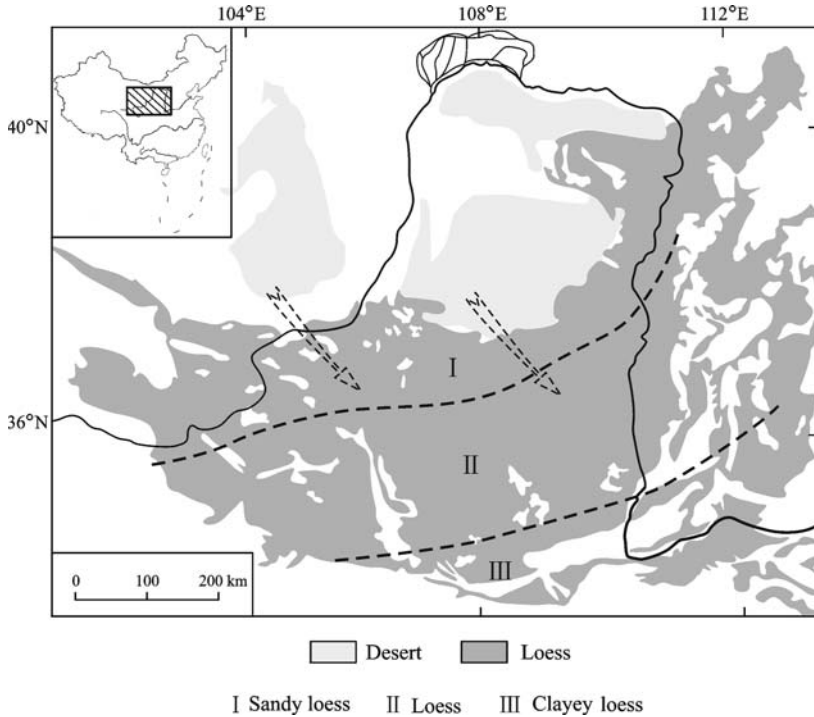 104°E 108°E 112°E
40°N
36°N
I
II
III
0 100 200 km
Desert Loess
I Sandy loess II Loess III Clayey loess